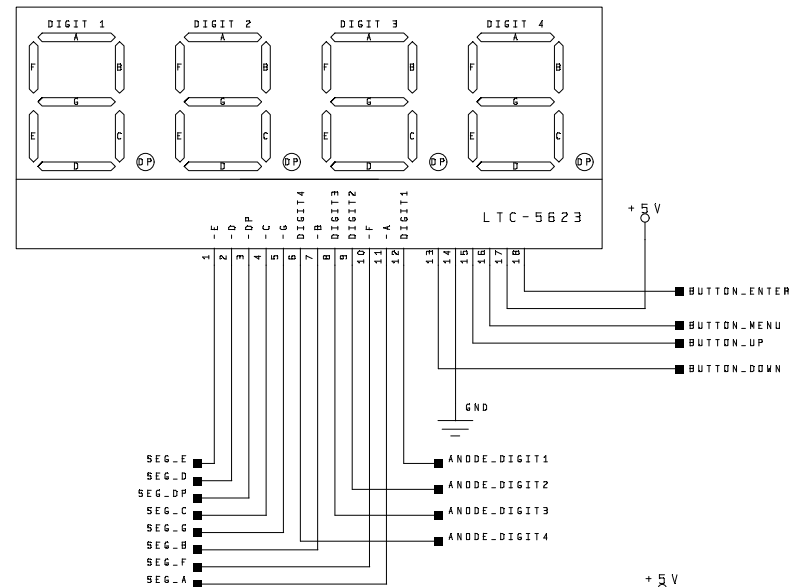 DIGIT 1 DIGIT 2 DIGIT 3 DIGIT 4
A A A A
F B F B F B F B
G G G G
E C E C E C E C
D DP D DP D DP D DP
-E -D -DP -C -G DIGIT4 -B DIGIT3 DIGIT2 -F -A DIGIT1
LTC-5623
+5V
1 2 3 4 5 6 7 8 9 10 11 12 13 14 15 16 17 18
BUTTON_ENTER
BUTTON_MENU
BUTTON_UP
BUTTON_DOWN
GND
SEG_E ANODE_DIGIT1
SEG_D
SEG_DP ANODE_DIGIT2
SEG_C ANODE_DIGIT3
SEG_G
SEG_B ANODE_DIGIT4
SEG_F
SEG_A +5V